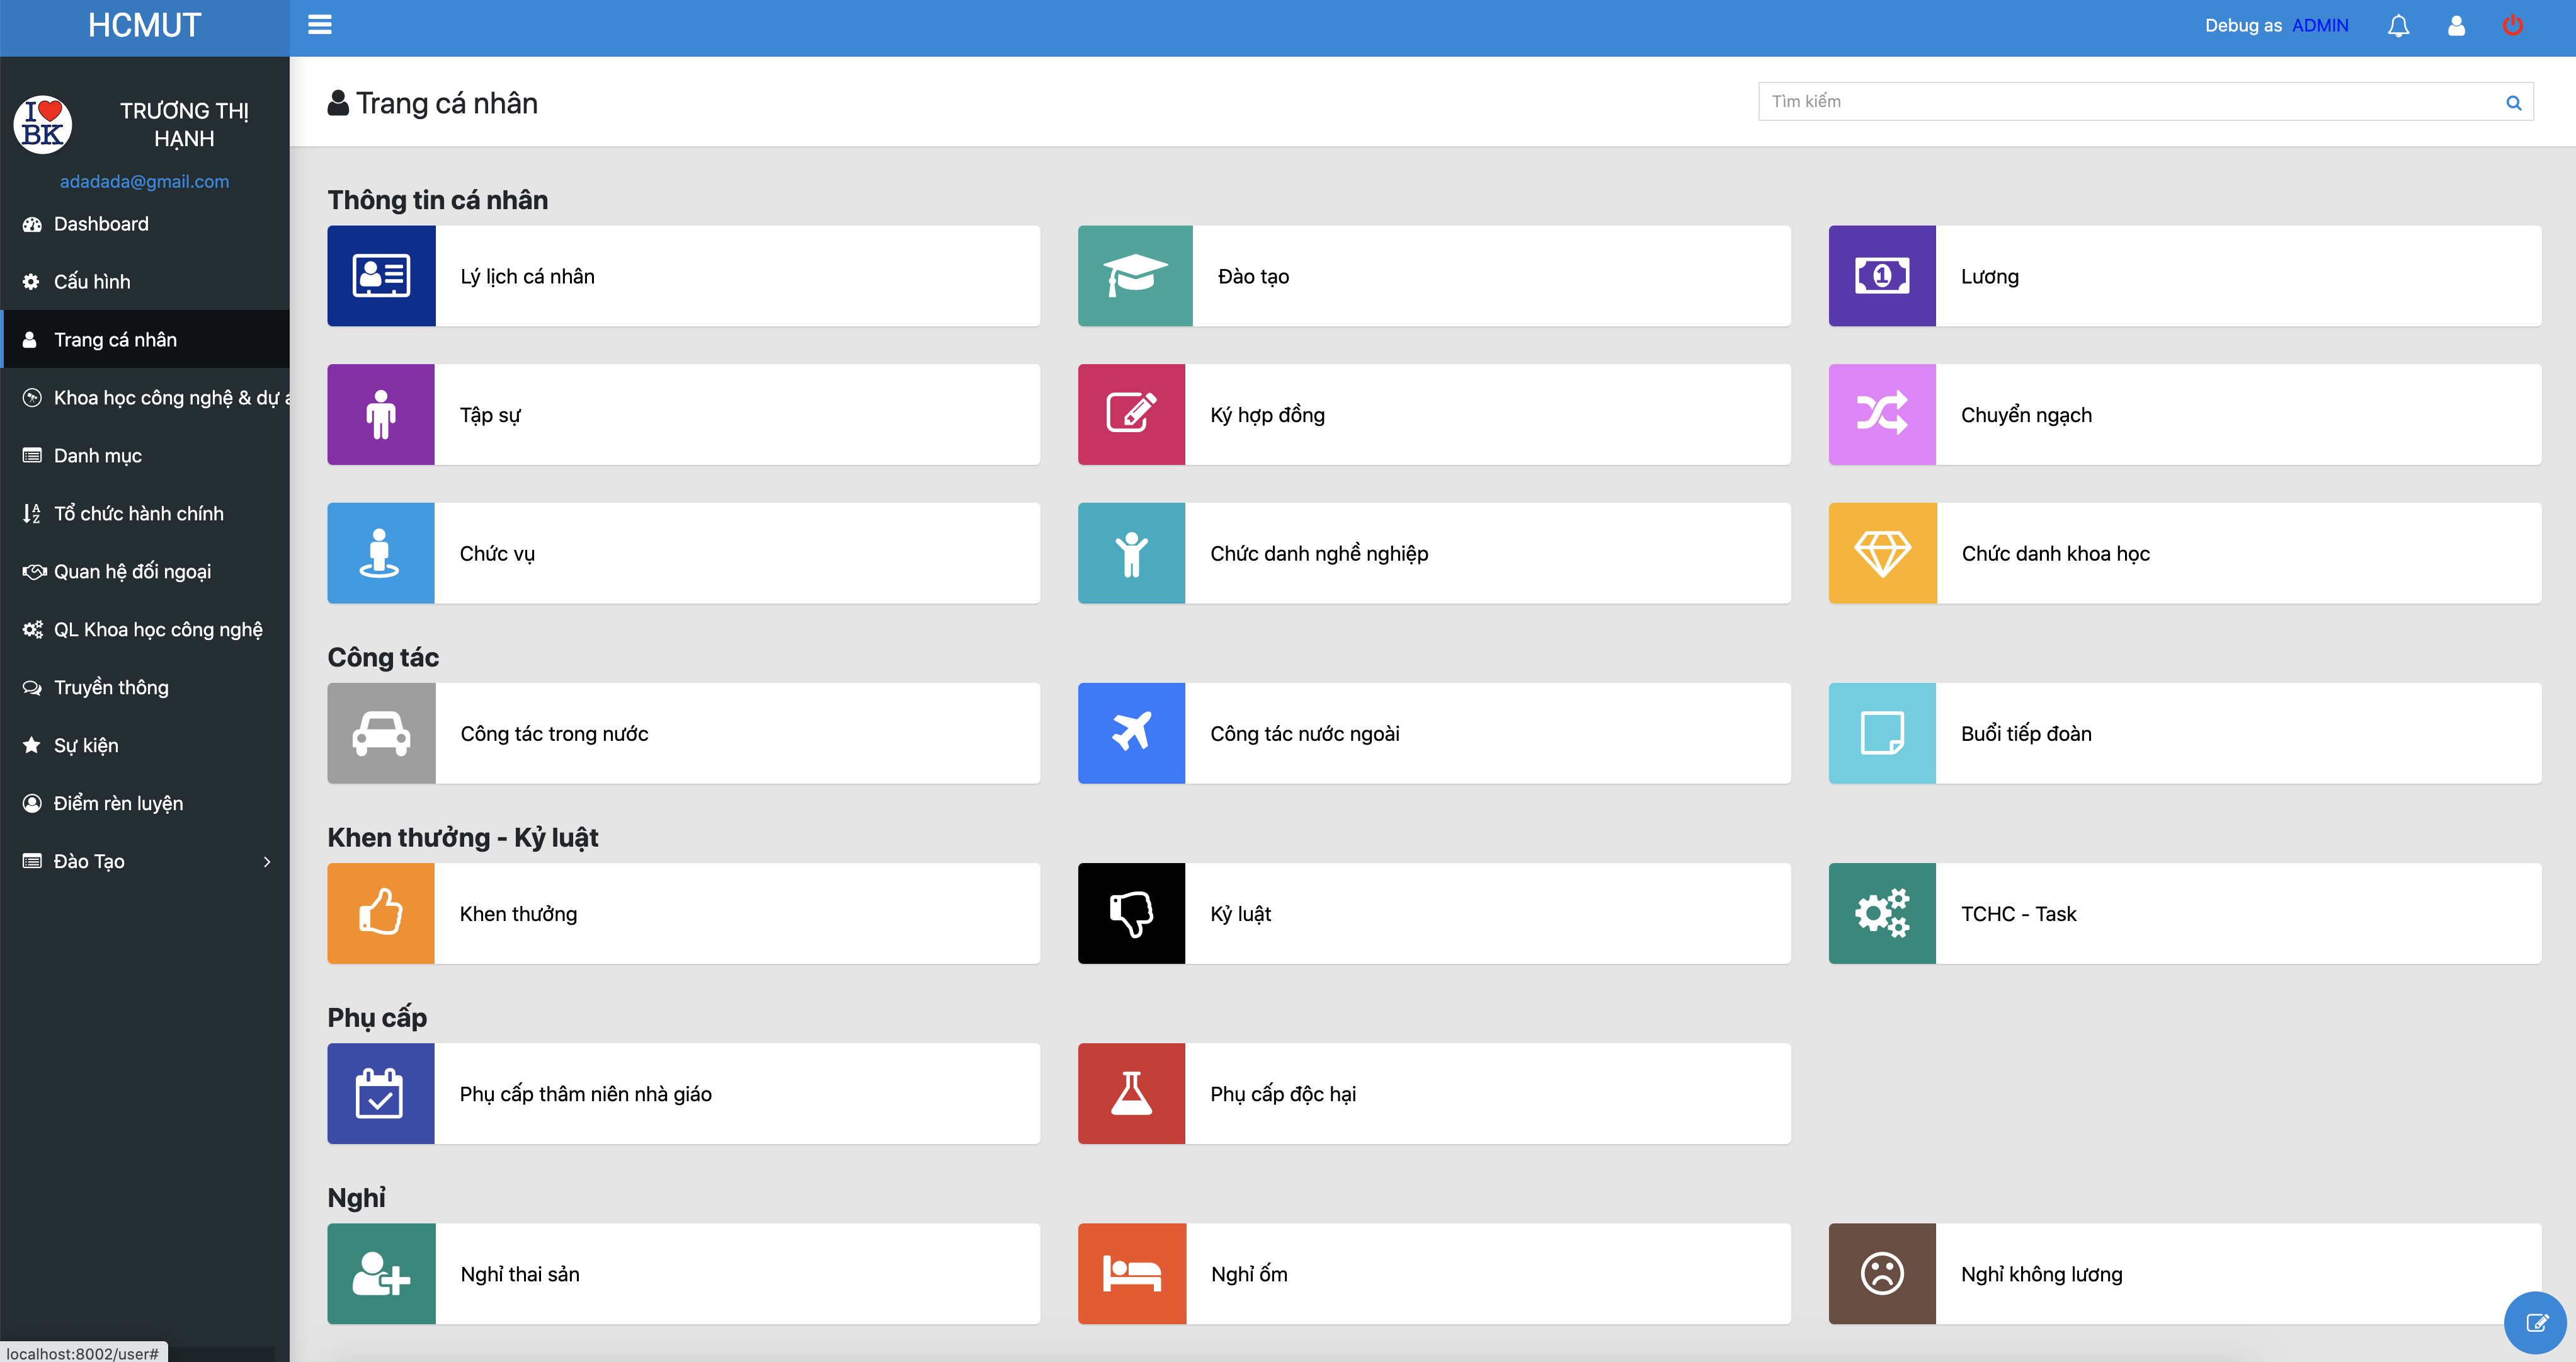 HCMUT
Debug as ADMIN
I ❤ BK
TRƯƠNG THỊ
HẠNH
adadada@gmail.com
Dashboard
Cấu hình
Trang cá nhân
Khoa học công nghệ & dự a
Danh mục
Tổ chức hành chính
Quan hệ đối ngoại
QL Khoa học công nghệ
Truyền thông
Sự kiện
Điểm rèn luyện
Đào Tạo
Trang cá nhân
Tìm kiếm
Thông tin cá nhân
Lý lịch cá nhân
Đào tạo
Lương
Tập sự
Ký hợp đồng
Chuyển ngạch
Chức vụ
Chức danh nghề nghiệp
Chức danh khoa học
Công tác
Công tác trong nước
Công tác nước ngoài
Buổi tiếp đoàn
Khen thưởng - Kỷ luật
Khen thưởng
Kỷ luật
TCHC - Task
Phụ cấp
Phụ cấp thâm niên nhà giáo
Phụ cấp độc hại
Nghỉ
Nghỉ thai sản
Nghỉ ốm
Nghỉ không lương
localhost:8002/user#